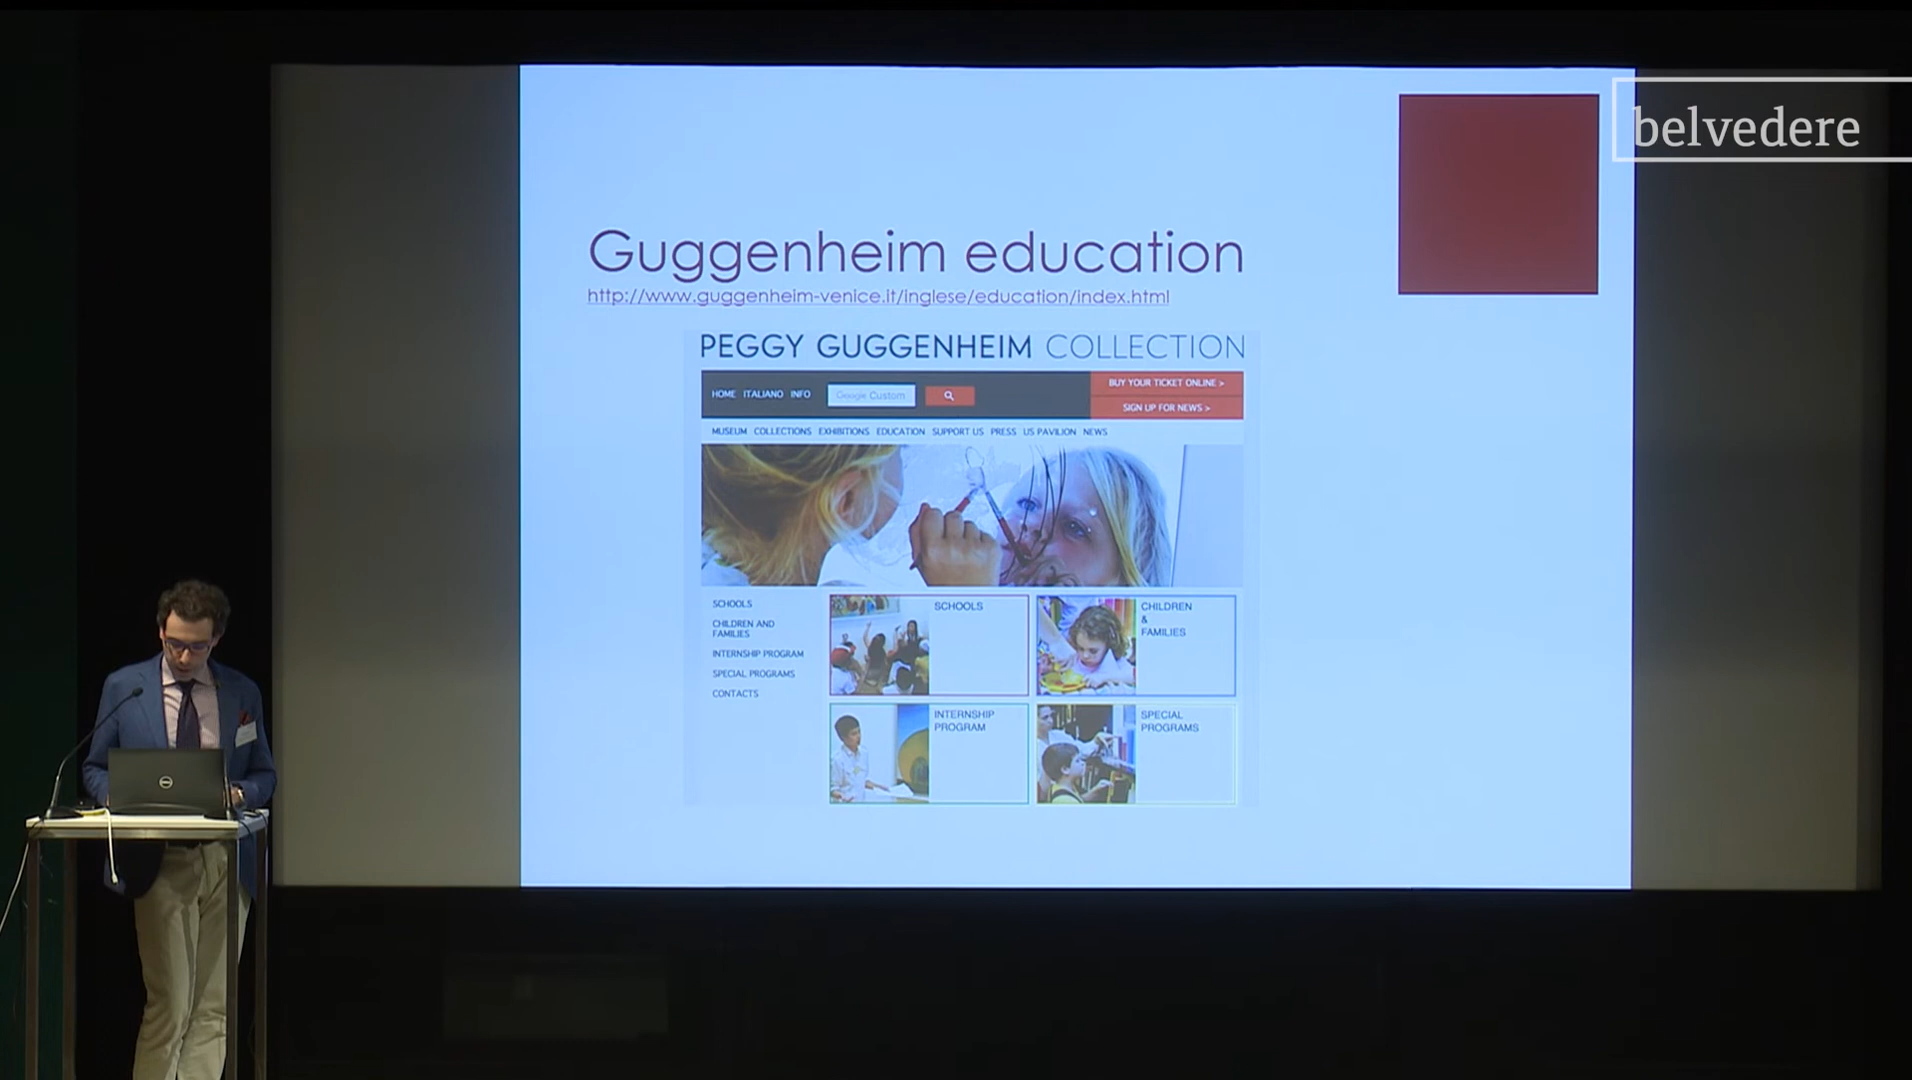 belvedere
Guggenheim education
http://www.guggenheim-venice.it/inglese/education/index.html
PEGGY GUGGENHEIM COLLECTION
HOME ITALIANO INFO
Google Custom
BUY YOUR TICKET ONLINE >
SIGN UP FOR NEWS >
MUSEUM COLLECTIONS EXHIBITIONS EDUCATION SUPPORT US PRESS US PAVILION NEWS
SCHOOLS
CHILDREN AND
FAMILIES
INTERNSHIP PROGRAM
SPECIAL PROGRAMS
CONTACTS
SCHOOLS
CHILDREN
&
FAMILIES
INTERNSHIP
PROGRAM
SPECIAL
PROGRAMS
DELL